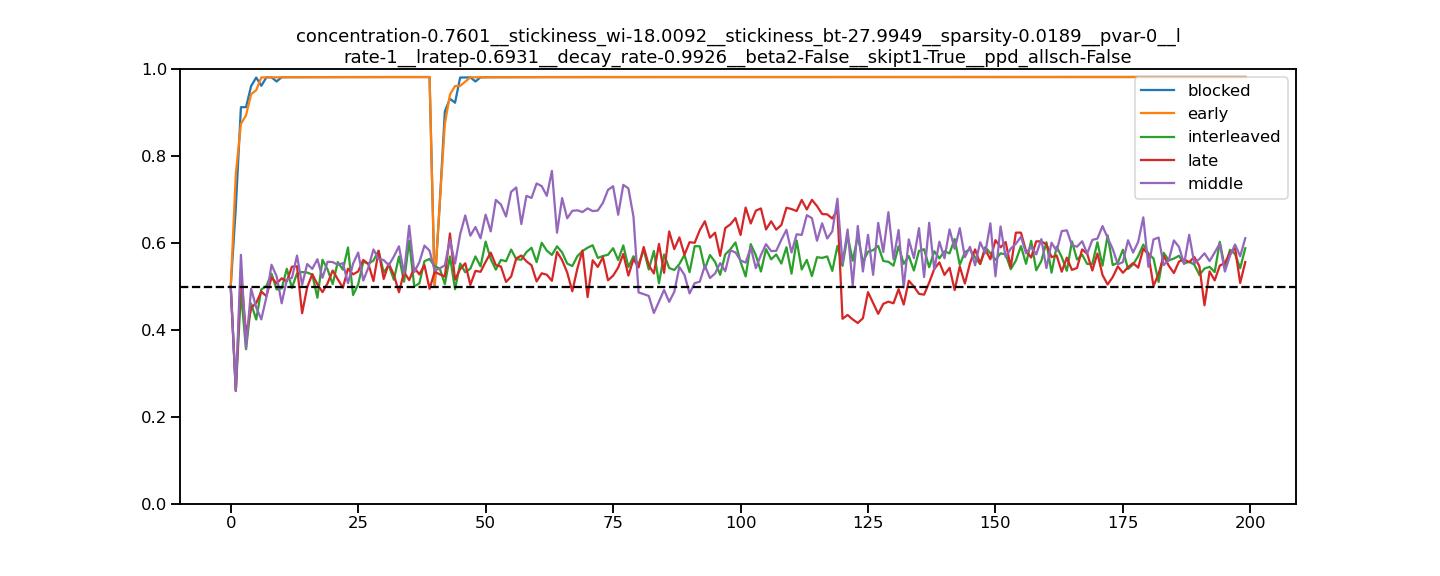 concentration-0.7601__stickiness_wi-18.0092__stickiness_bt-27.9949__sparsity-0.0189__pvar-0__l
rate-1__lratep-0.6931__decay_rate-0.9926__beta2-False__skipt1-True__ppd_allsch-False
1.0
0.8
0.6
0.4
0.2
0.0
0
25
50
75
100
125
150
175
200
blocked
early
interleaved
late
middle